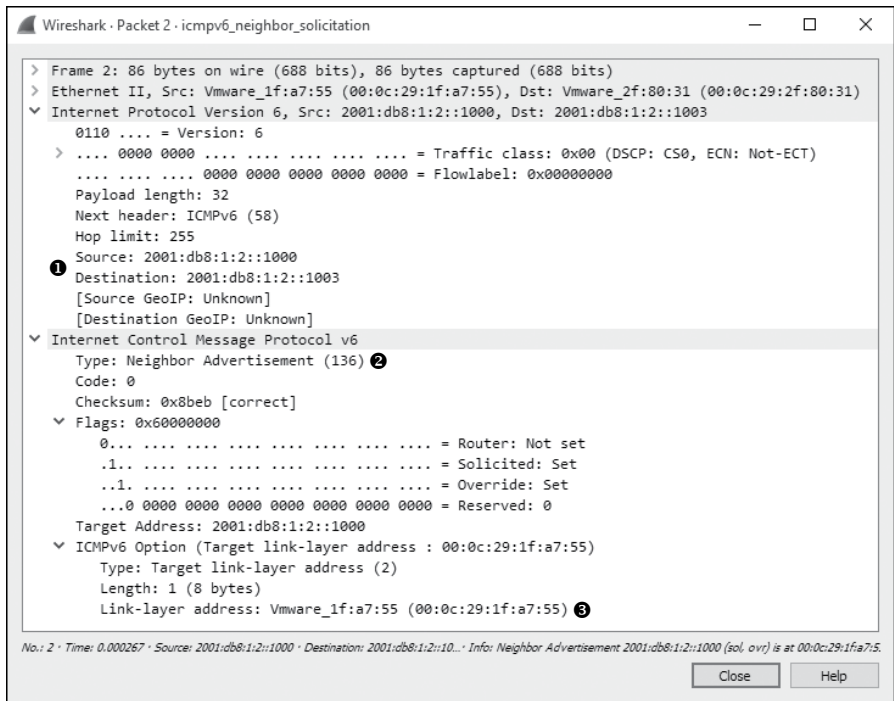 Wireshark · Packet 2 · icmpv6_neighbor_solicitation
> Frame 2: 86 bytes on wire (688 bits), 86 bytes captured (688 bits)
> Ethernet II, Src: Vmware_1f:a7:55 (00:0c:29:1f:a7:55), Dst: Vmware_2f:80:31 (00:0c:29:2f:80:31)
Internet Protocol Version 6, Src: 2001:db8:1:2::1000, Dst: 2001:db8:1:2::1003
0110 .... = Version: 6
> .... 0000 0000 .... .... .... .... .... = Traffic class: 0x00 (DSCP: CS0, ECN: Not-ECT)
.... .... .... 0000 0000 0000 0000 0000 = Flowlabel: 0x00000000
Payload length: 32
Next header: ICMPv6 (58)
Hop limit: 255
Source: 2001:db8:1:2::1000
❶
Destination: 2001:db8:1:2::1003
[Source GeoIP: Unknown]
[Destination GeoIP: Unknown]
Internet Control Message Protocol v6
Type: Neighbor Advertisement (136) ❷
Code: 0
Checksum: 0x8beb [correct]
Flags: 0x60000000
0... .... .... .... .... .... .... .... = Router: Not set
.1.. .... .... .... .... .... .... .... = Solicited: Set
..1. .... .... .... .... .... .... .... = Override: Set
...0 0000 0000 0000 0000 0000 0000 0000 = Reserved: 0
Target Address: 2001:db8:1:2::1000
ICMPv6 Option (Target link-layer address : 00:0c:29:1f:a7:55)
Type: Target link-layer address (2)
Length: 1 (8 bytes)
Link-layer address: Vmware_1f:a7:55 (00:0c:29:1f:a7:55) ❸
No.: 2 · Time: 0.000267 · Source: 2001:db8:1:2::1000 · Destination: 2001:db8:1:2::10...· Info: Neighbor Advertisement 2001:db8:1:2::1000 (sol, ovr) is at 00:0c:29:1f:a7:5
Close
Help